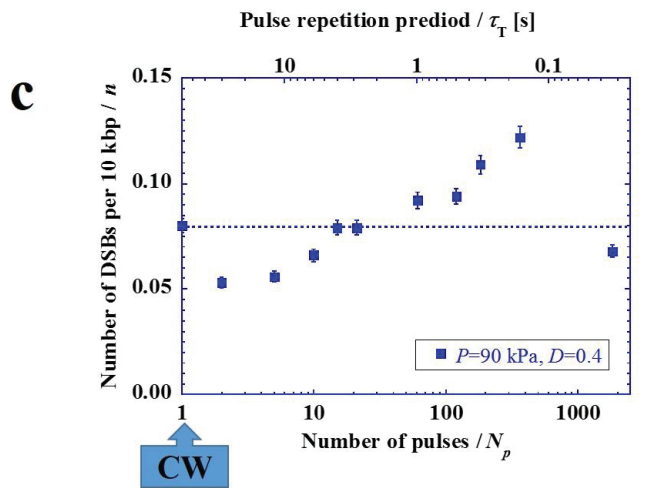 Pulse repetition prediod / τT [s]
10 1 0.1
c
Number of DSBs per 10 kbp / n
0.15
0.10
0.05
0.00
P=90 kPa, D=0.4
1 10 100 1000
Number of pulses / Np
CW